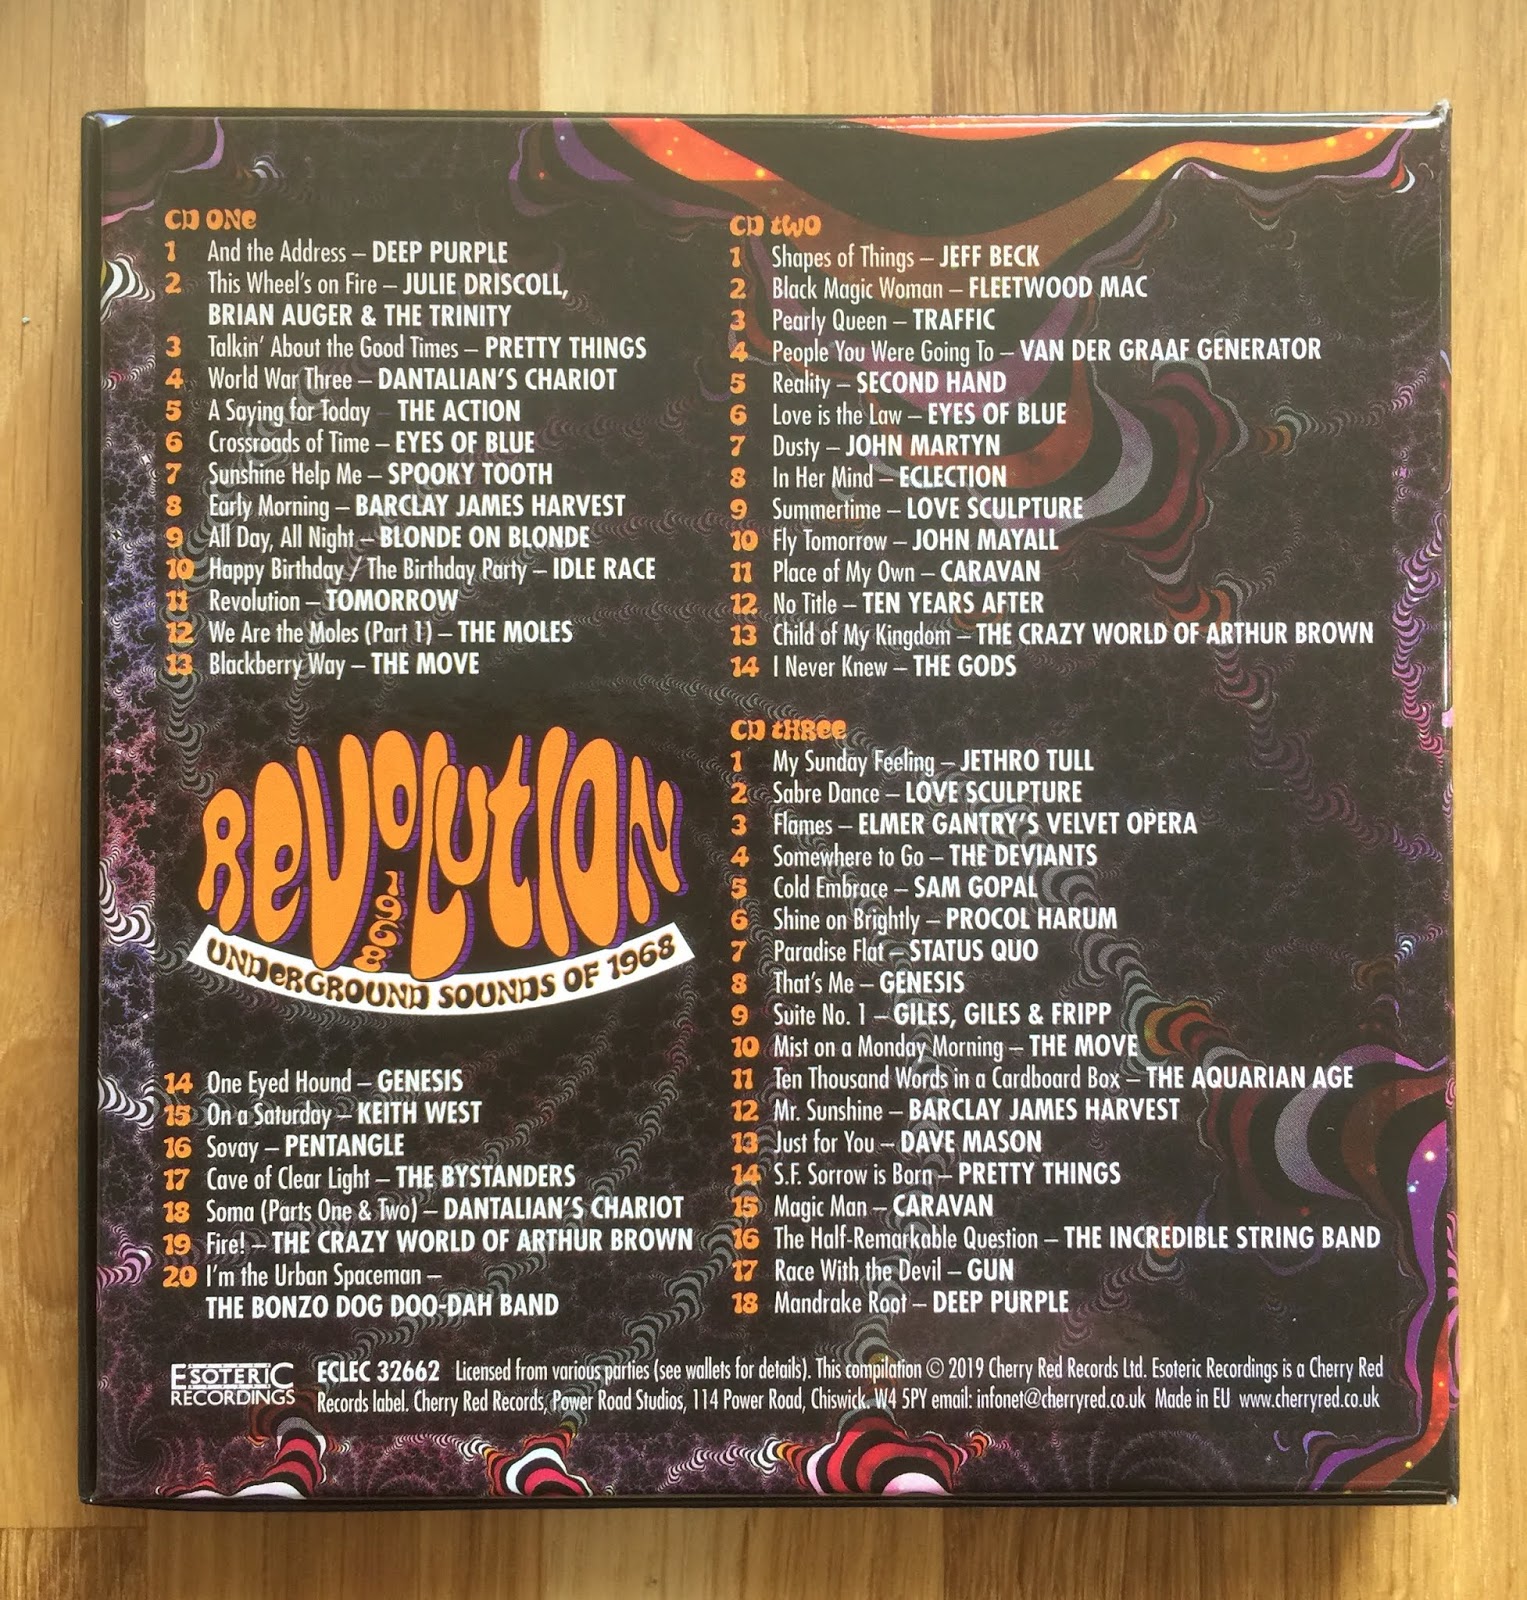 CD ONE
1 And the Address – DEEP PURPLE
2 This Wheel's on Fire – JULIE DRISCOLL,
BRIAN AUGER & THE TRINITY
3 Talkin' About the Good Times – PRETTY THINGS
4 World War Three – DANTALIAN'S CHARIOT
5 A Saying for Today – THE ACTION
6 Crossroads of Time – EYES OF BLUE
7 Sunshine Help Me – SPOOKY TOOTH
8 Early Morning – BARCLAY JAMES HARVEST
9 All Day, All Night – BLONDE ON BLONDE
10 Happy Birthday / The Birthday Party – IDLE RACE
11 Revolution – TOMORROW
12 We Are the Moles (Part 1) – THE MOLES
13 Blackberry Way – THE MOVE
REVOLUTION
1968
UNDERGROUND SOUNDS OF 1968
14 One Eyed Hound – GENESIS
15 On a Saturday – KEITH WEST
16 Sovay – PENTANGLE
17 Cave of Clear Light – THE BYSTANDERS
18 Soma (Parts One & Two) – DANTALIAN'S CHARIOT
19 Fire! – THE CRAZY WORLD OF ARTHUR BROWN
20 I'm the Urban Spaceman –
THE BONZO DOG DOO-DAH BAND
CD TWO
1 Shapes of Things – JEFF BECK
2 Black Magic Woman – FLEETWOOD MAC
3 Pearly Queen – TRAFFIC
4 People You Were Going To – VAN DER GRAAF GENERATOR
5 Reality – SECOND HAND
6 Love is the Law – EYES OF BLUE
7 Dusty – JOHN MARTYN
8 In Her Mind – ECLECTION
9 Summertime – LOVE SCULPTURE
10 Fly Tomorrow – JOHN MAYALL
11 Place of My Own – CARAVAN
12 No Title – TEN YEARS AFTER
13 Child of My Kingdom – THE CRAZY WORLD OF ARTHUR BROWN
14 I Never Knew – THE GODS
CD THREE
1 My Sunday Feeling – JETHRO TULL
2 Sabre Dance – LOVE SCULPTURE
3 Flames – ELMER GANTRY'S VELVET OPERA
4 Somewhere to Go – THE DEVIANTS
5 Cold Embrace – SAM GOPAL
6 Shine on Brightly – PROCOL HARUM
7 Paradise Flat – STATUS QUO
8 That's Me – GENESIS
9 Suite No. 1 – GILES, GILES & FRIPP
10 Mist on a Monday Morning – THE MOVE
11 Ten Thousand Words in a Cardboard Box – THE AQUARIAN AGE
12 Mr. Sunshine – BARCLAY JAMES HARVEST
13 Just for You – DAVE MASON
14 S.F. Sorrow is Born – PRETTY THINGS
15 Magic Man – CARAVAN
16 The Half-Remarkable Question – THE INCREDIBLE STRING BAND
17 Race With the Devil – GUN
18 Mandrake Root – DEEP PURPLE
ESOTERIC
RECORDINGS
ECLEC 32662 Licensed from various parties (see wallets for details). This compilation © 2019 Cherry Red Records Ltd. Esoteric Recordings is a Cherry Red
Records label. Cherry Red Records, Power Road Studios, 114 Power Road, Chiswick. W4 5PY email: infonet@cherryred.co.uk Made in EU www.cherryred.co.uk